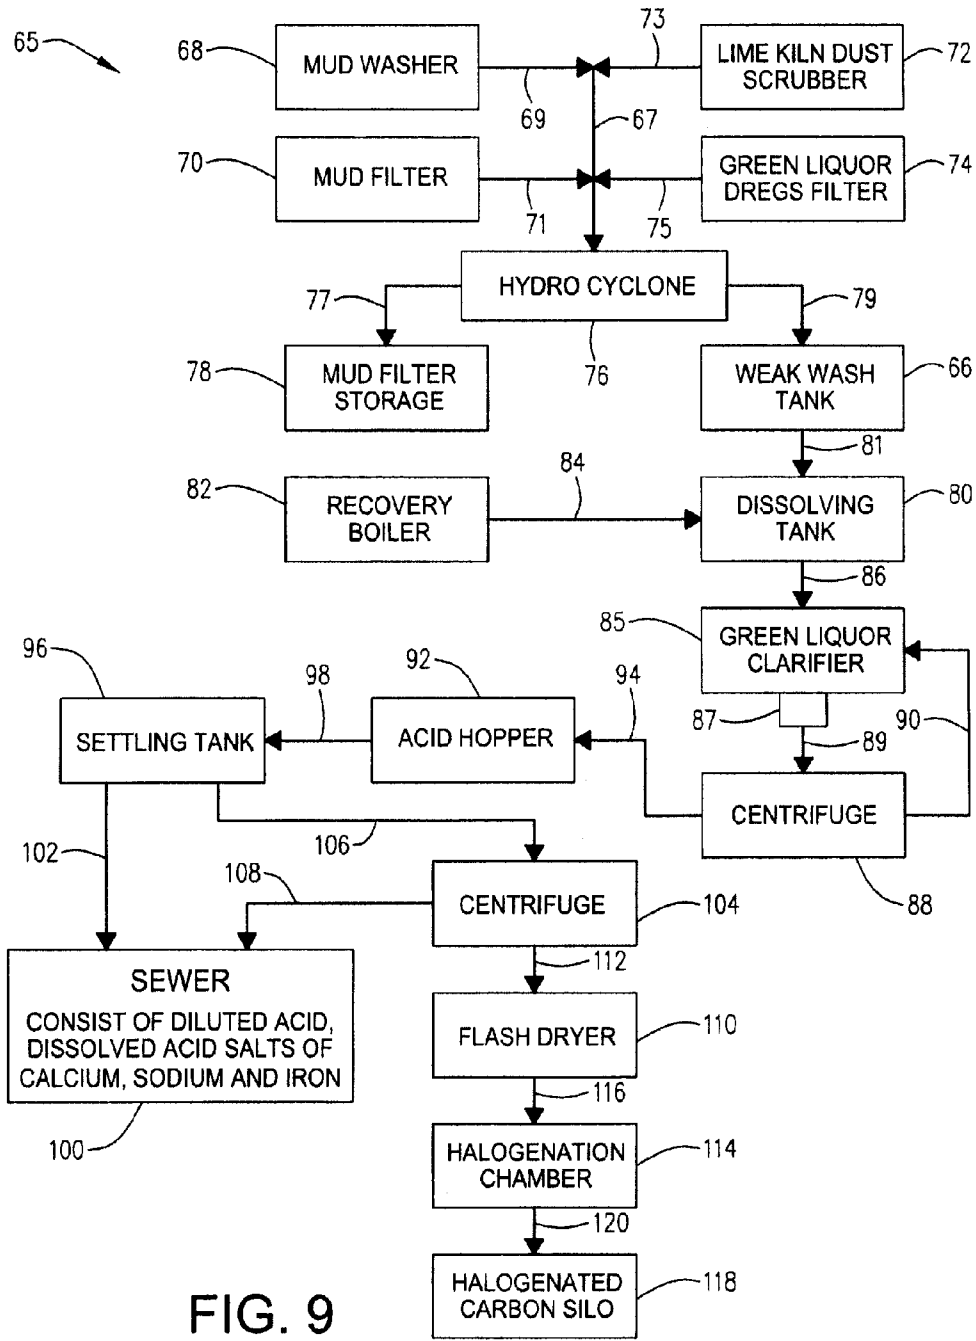 65
68
MUD WASHER
69
73
67
LIME KILN DUST
SCRUBBER
72
70
MUD FILTER
71
75
GREEN LIQUOR
DREGS FILTER
74
77
HYDRO CYCLONE
76
79
78
MUD FILTER
STORAGE
WEAK WASH
TANK
66
81
82
RECOVERY
BOILER
84
DISSOLVING
TANK
80
86
85
GREEN LIQUOR
CLARIFIER
87
89
90
96
SETTLING TANK
98
92
ACID HOPPER
94
CENTRIFUGE
88
102
106
108
CENTRIFUGE
104
112
SEWER
CONSIST OF DILUTED ACID,
DISSOLVED ACID SALTS OF
CALCIUM, SODIUM AND IRON
100
FLASH DRYER
110
116
HALOGENATION
CHAMBER
114
120
HALOGENATED
CARBON SILO
118
FIG. 9